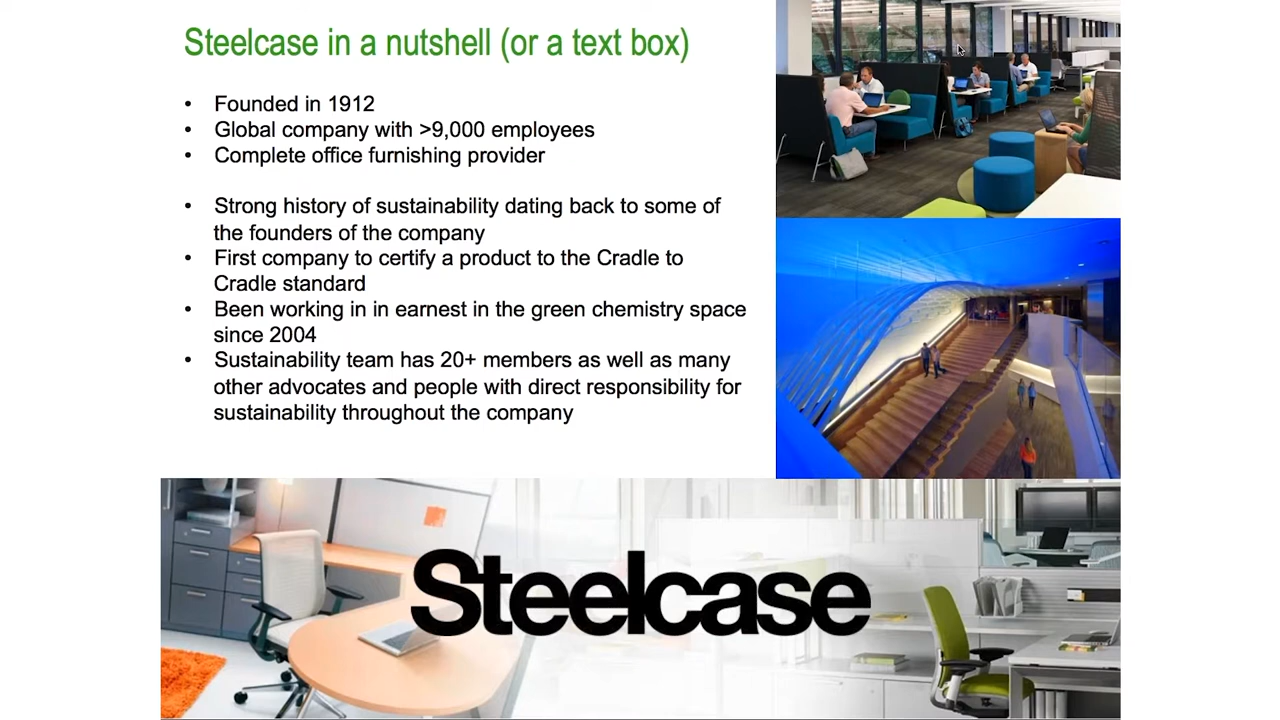 Steelcase in a nutshell (or a text box)
• Founded in 1912
• Global company with >9,000 employees
• Complete office furnishing provider
• Strong history of sustainability dating back to some of
the founders of the company
• First company to certify a product to the Cradle to
Cradle standard
• Been working in in earnest in the green chemistry space
since 2004
• Sustainability team has 20+ members as well as many
other advocates and people with direct responsibility for
sustainability throughout the company
Steelcase